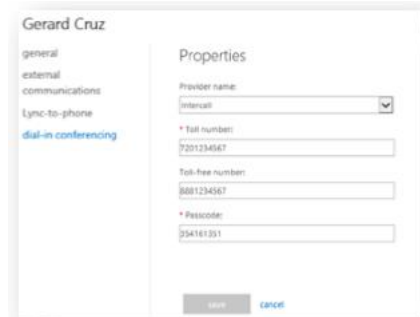 Gerard Cruz
general
external
communications
Lync-to-phone
dial-in conferencing
Properties
Provider name:
Intercall
* Toll number:
7201234567
Toll-free number:
8881234567
* Passcode:
354161351
save
cancel